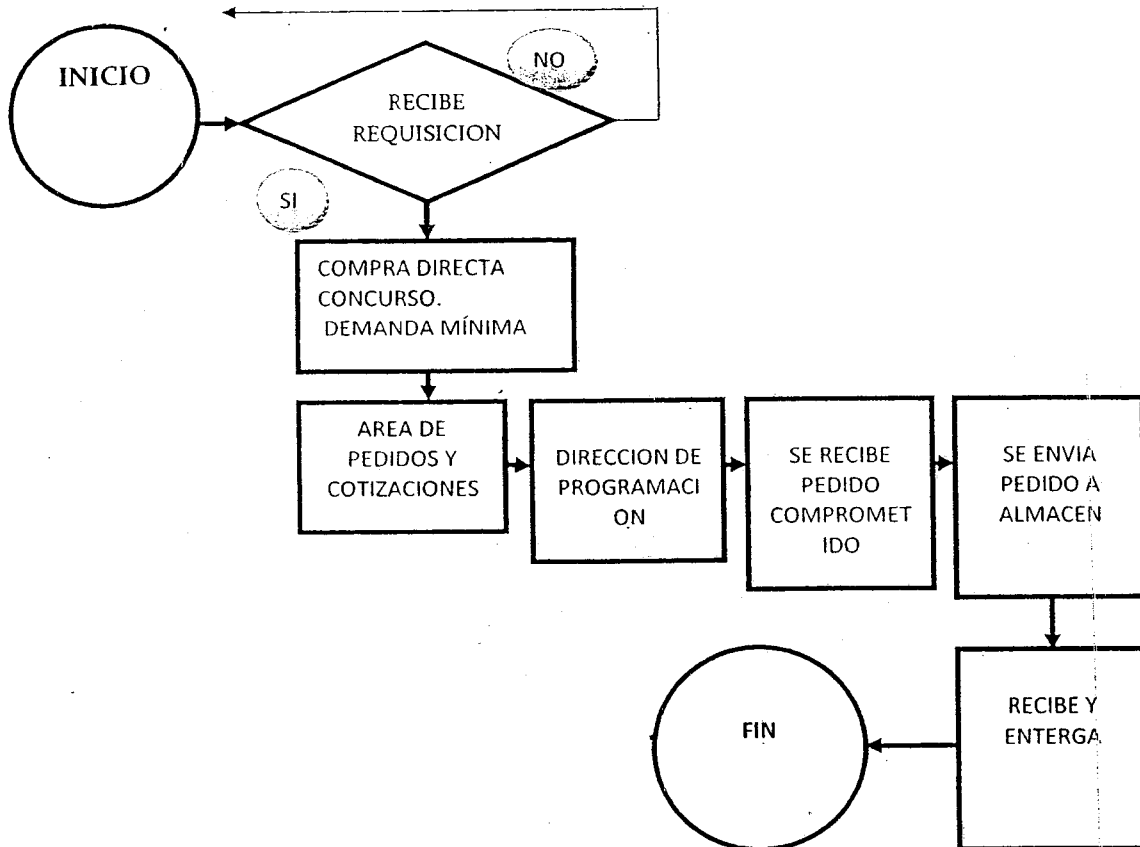 INICIO
NO
RECIBE
REQUISICION
SI
COMPRA DIRECTA
CONCURSO.
DEMANDA MÍNIMA
AREA DE
PEDIDOS Y
COTIZACIONES
DIRECCION DE
PROGRAMACI
ON
SE RECIBE
PEDIDO
COMPROMET
IDO
SE ENVIA
PEDIDO A
ALMACEN
RECIBE Y
ENTERGA
FIN